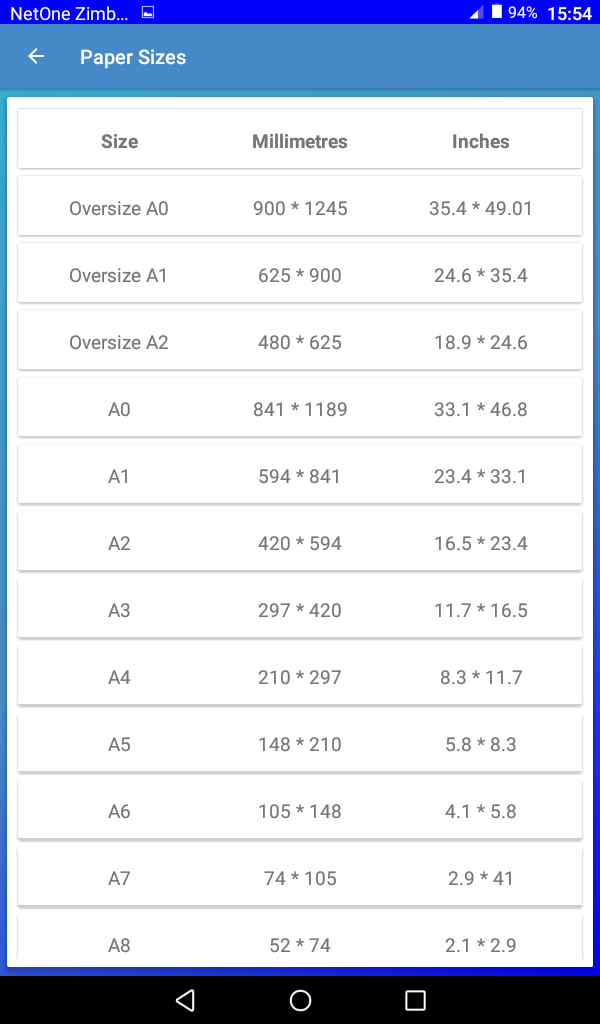 NetOne Zimb... 94% 15:54
Paper Sizes
Size Millimetres Inches
Oversize A0 900 * 1245 35.4 * 49.01
Oversize A1 625 * 900 24.6 * 35.4
Oversize A2 480 * 625 18.9 * 24.6
A0 841 * 1189 33.1 * 46.8
A1 594 * 841 23.4 * 33.1
A2 420 * 594 16.5 * 23.4
A3 297 * 420 11.7 * 16.5
A4 210 * 297 8.3 * 11.7
A5 148 * 210 5.8 * 8.3
A6 105 * 148 4.1 * 5.8
A7 74 * 105 2.9 * 41
A8 52 * 74 2.1 * 2.9